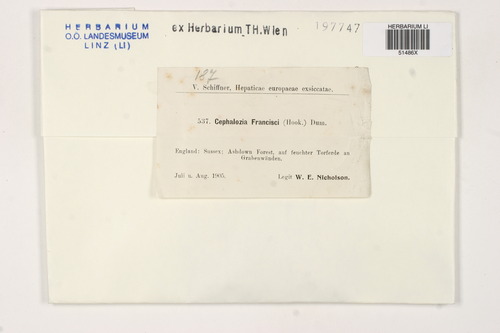 HERBARIUM
O.Ö. LANDESMUSEUM
LINZ (LI)
ex Herbarium TH.Wien
197747
HERBARIUM LI
51486X
187
V. Schiffner, Hepaticae europaeae exsiccatae.
537. Cephalozia Francisci (Hook.) Dum.
England: Sussex: Ashdown Forest, auf feuchter Torferde an
Grabenwänden.
Juli u. Aug. 1905.
Legit W. E. Nicholson.